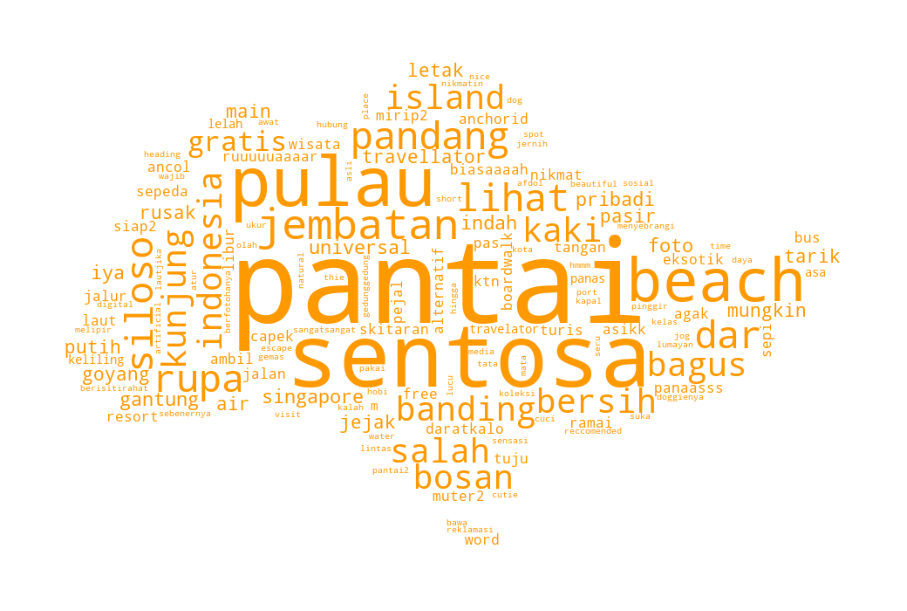 letak
nice
nikmatin
island
dog
place
main
mirip2
anchorid
lelah
awat
hubung
gratis
wisata
pandang
spot
jernih
heading
wajib
ancol
ruuuuuaaaar
travellator
biasaaaah
nikmat
asli
afdol
beautiful
sosial
sepeda
pulau
short
lihat
pribadi
rusak
indonesia
siap2
ukur
jembatan
indah
kaki
pasir
menyebrangi
bus
siloso
kunjung
libur
olah
universal
pas
boardwalk
kota
tangan
foto
tarik
lautjika
atur
berfotohanya
natural
gedunggedung
alternatif
hingga
hmmm
eksotik
time
daya
iya
thie
pantai
ktn
panas
beach
asa
jalur
digital
artificial
pejal
port
kapal
pinggir
agak
mungkin
laut
melipir
sangatsangat
skitaran
travelator
turis
asikk
kelas
jog
dar
sepi
putih
capek
escape
sentosa
media
seru
lumayan
keliling
ambil
gemas
pakai
tata
mata
bagus
goyang
berisitirahat
rupa
jalan
hobi
lucu
koleksi
panaasss
doggienya
gantung
air
singapore
free
bersih
suka
resort
sebenernya
visit
kalah
m
banding
cuci
reccomended
jejak
daratkalo
ramai
water
sensasi
lintas
salah
tuju
pantai2
bosan
muter2
cutie
bawa
reklamasi
word